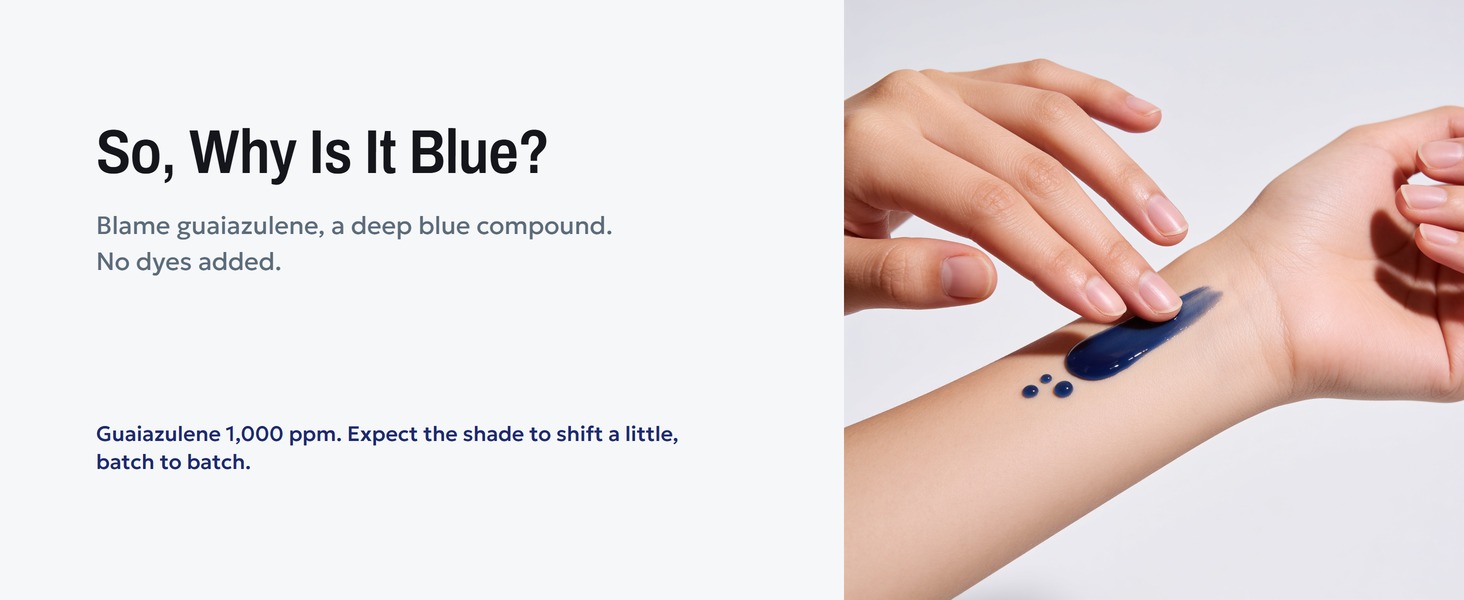 So, Why Is It Blue?
Blame guaiazulene, a deep blue compound.
No dyes added.
Guaiazulene 1,000 ppm. Expect the shade to shift a little,
batch to batch.